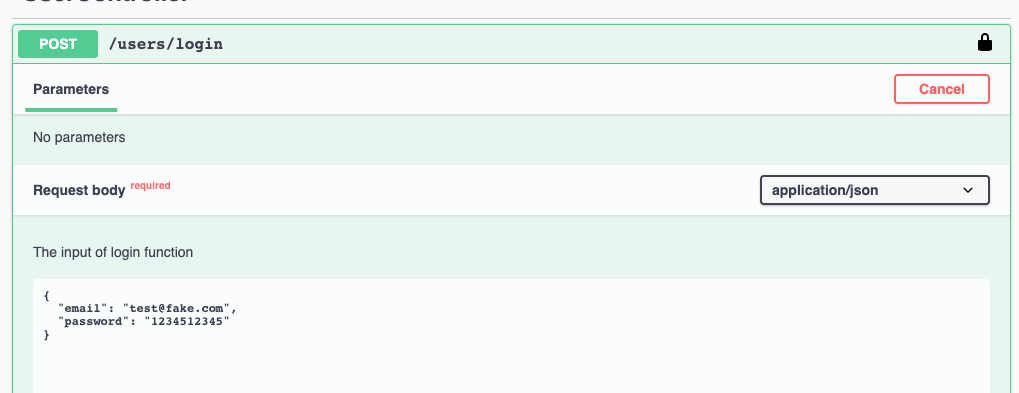 POST /users/login
Parameters
Cancel
No parameters
Request body required
application/json
The input of login function
{
  "email": "test@fake.com",
  "password": "1234512345"
}